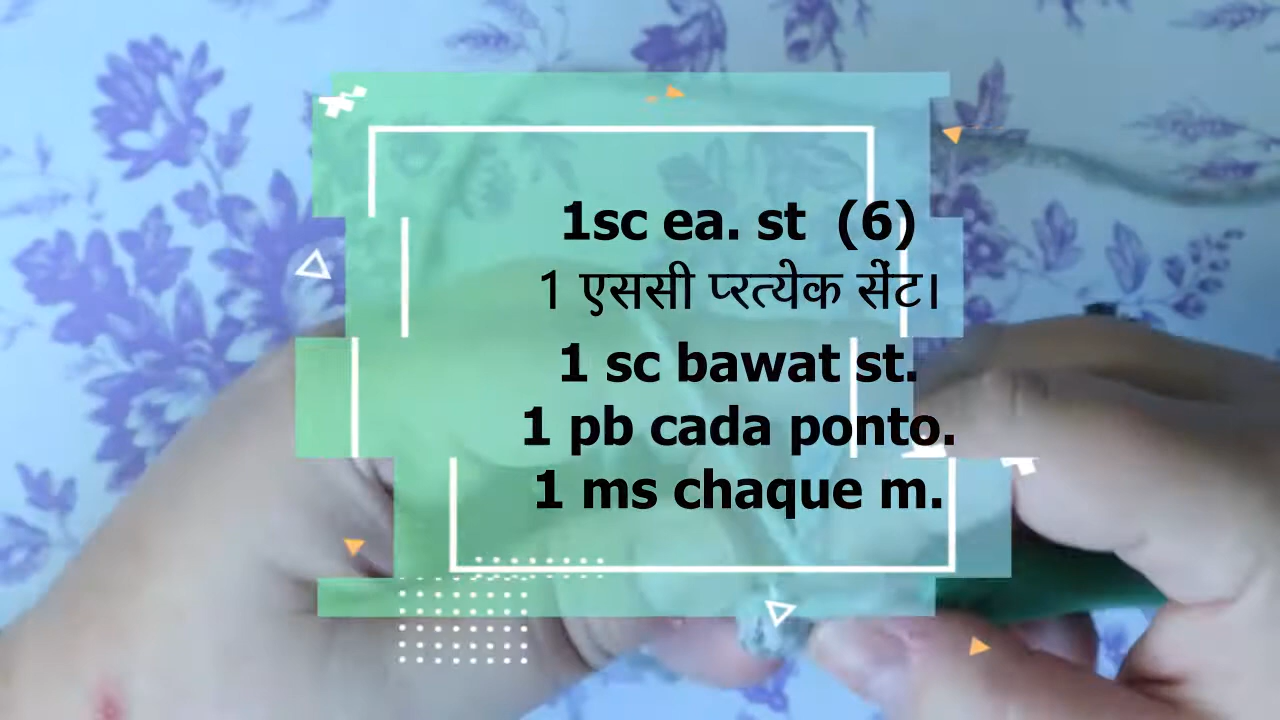 1sc ea. st (6)
1 एससी प्रत्येक सेंट।
1 sc bawat st.
1 pb cada ponto.
1 ms chaque m.